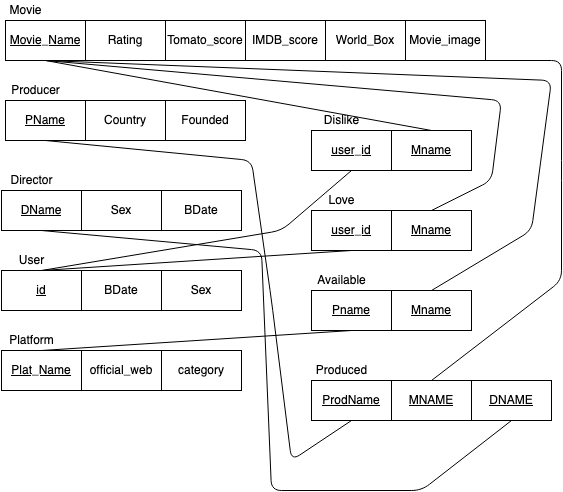 Movie
Movie_Name Rating Tomato_score IMDB_score World_Box Movie_image
Producer
PName Country Founded
Dislike
user_id Mname
Director
DName Sex BDate
Love
user_id Mname
User
id BDate Sex
Available
Pname Mname
Platform
Plat_Name official_web category
Produced
ProdName MNAME DNAME